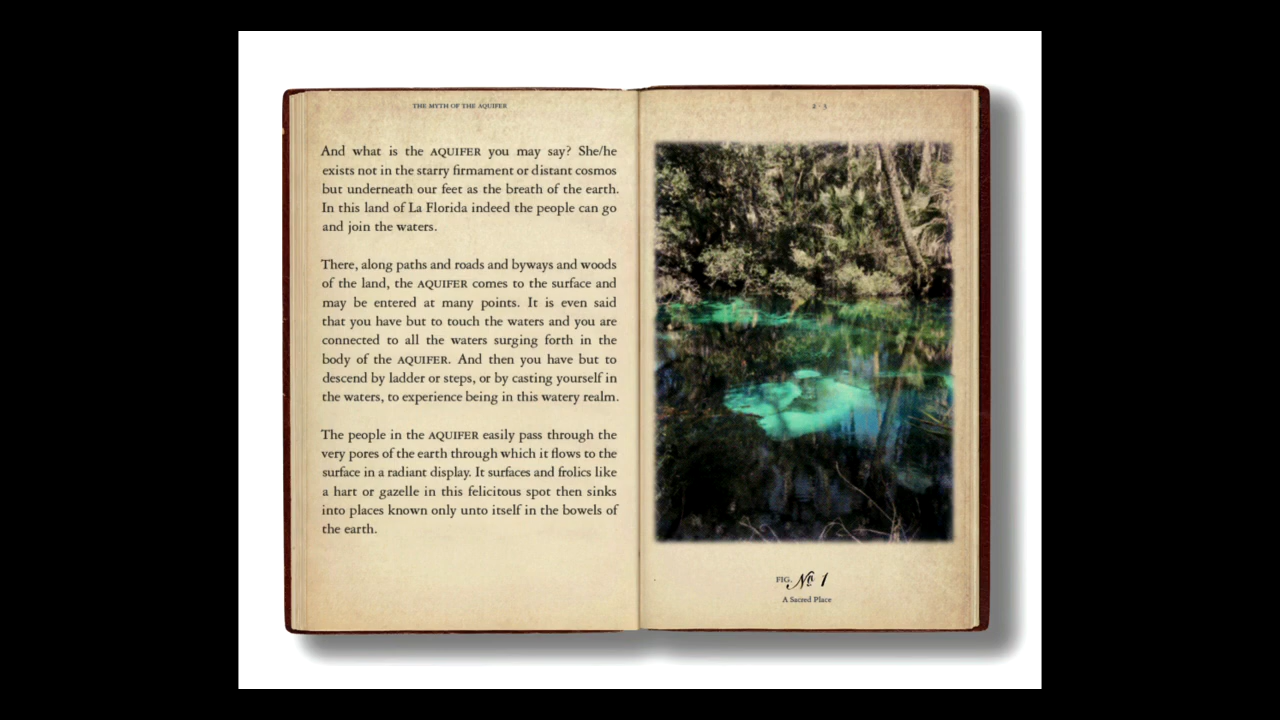 THE MYTH OF THE AQUIFER
And what is the AQUIFER you may say? She/he
exists not in the starry firmament or distant cosmos
but underneath our feet as the breath of the earth.
In this land of La Florida indeed the people can go
and join the waters.
There, along paths and roads and byways and woods
of the land, the AQUIFER comes to the surface and
may be entered at many points. It is even said
that you have but to touch the waters and you are
connected to all the waters surging forth in the
body of the AQUIFER. And then you have but to
descend by ladder or steps, or by casting yourself in
the waters, to experience being in this watery realm.
The people in the AQUIFER easily pass through the
very pores of the earth through which it flows to the
surface in a radiant display. It surfaces and frolics like
a hart or gazelle in this felicitous spot then sinks
into places known only unto itself in the bowels of
the earth.
2 - 3
FIG. No 1
A Sacred Place